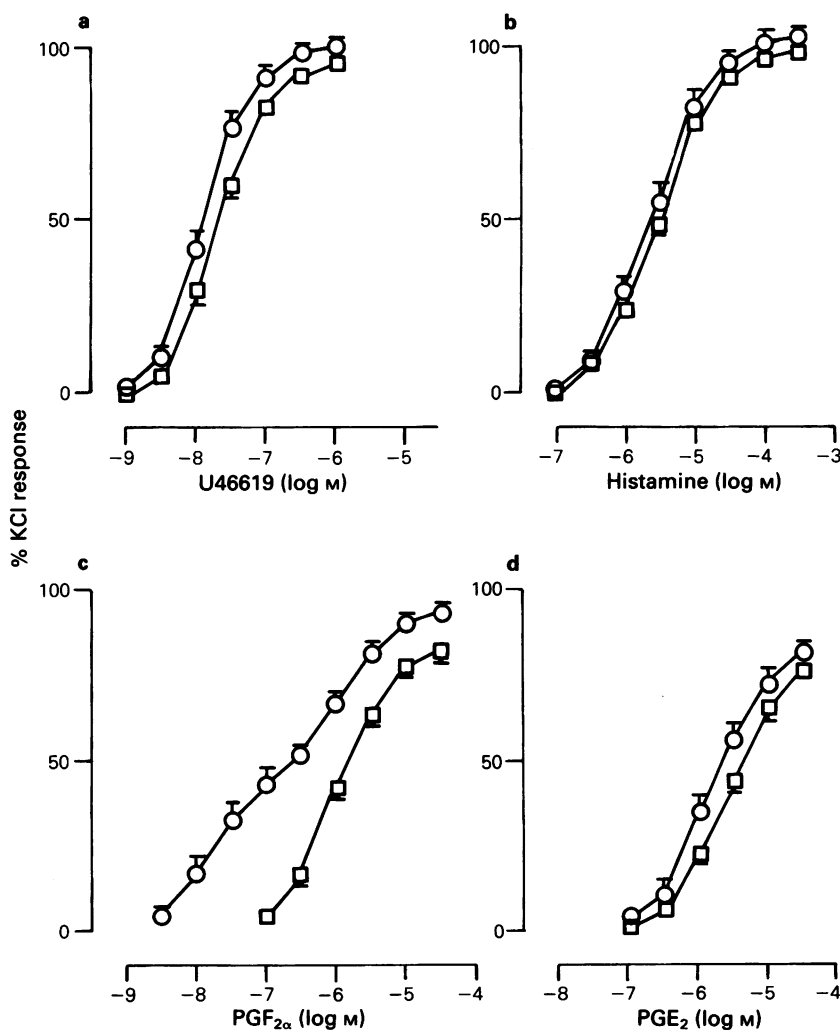 a
100
50
0
−9 −8 −7 −6 −5
U46619 (log M)
b
100
50
0
−7 −6 −5 −4 −3
Histamine (log M)
% KCl response
c
100
50
0
−9 −8 −7 −6 −5 −4
PGF2α (log M)
d
100
50
0
−8 −7 −6 −5 −4
PGE2 (log M)